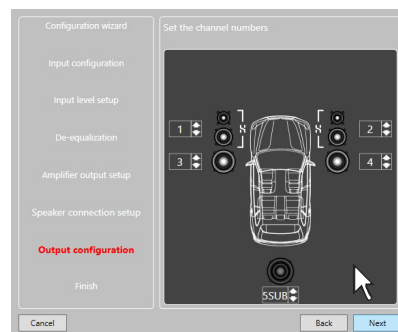 Configuration wizard
Set the channel numbers
Input configuration
Input level setup
De-equalization
1
2
3
4
Amplifier output setup
Speaker connection setup
Output configuration
Finish
5SUB
Cancel
Back
Next